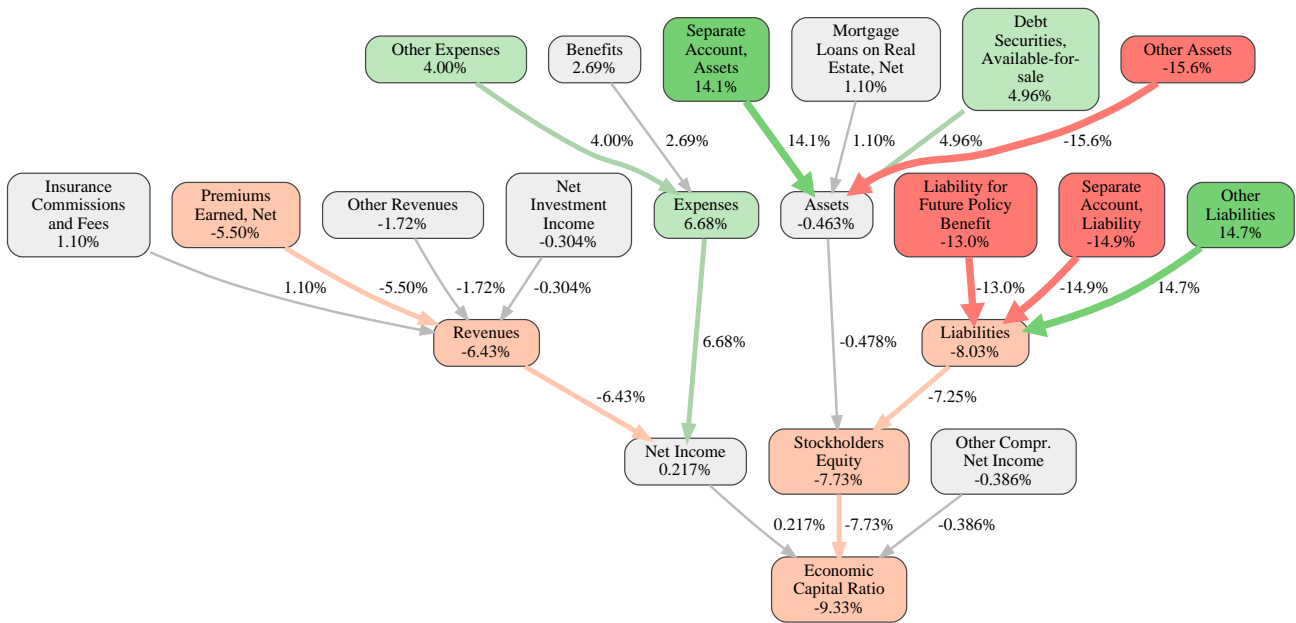 Other Expenses
4.00%
Benefits
2.69%
Separate
Account,
Assets
14.1%
Mortgage
Loans on Real
Estate, Net
1.10%
Debt
Securities,
Available-for-
sale
4.96%
Other Assets
-15.6%
4.00%
2.69%
14.1%
1.10%
4.96%
-15.6%
Insurance
Commissions
and Fees
1.10%
Premiums
Earned, Net
-5.50%
Other Revenues
-1.72%
Net
Investment
Income
-0.304%
Expenses
6.68%
Assets
-0.463%
Liability for
Future Policy
Benefit
-13.0%
Separate
Account,
Liability
-14.9%
Other
Liabilities
14.7%
1.10%
-5.50%
-1.72%
-0.304%
-13.0%
-14.9%
14.7%
Revenues
-6.43%
6.68%
-0.478%
Liabilities
-8.03%
-6.43%
-7.25%
Net Income
0.217%
Stockholders
Equity
-7.73%
Other Compr.
Net Income
-0.386%
0.217%
-7.73%
-0.386%
Economic
Capital Ratio
-9.33%